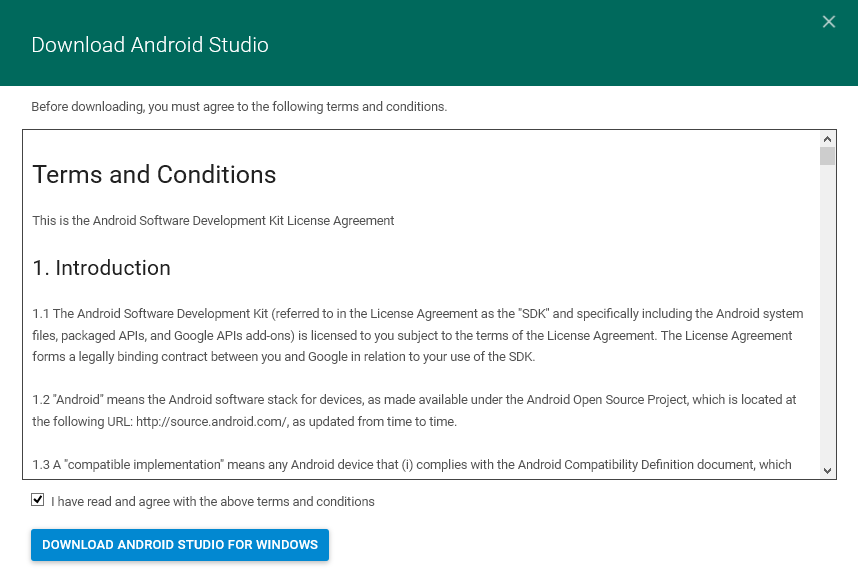 Download Android Studio
Before downloading, you must agree to the following terms and conditions.
Terms and Conditions
This is the Android Software Development Kit License Agreement
1. Introduction
1.1 The Android Software Development Kit (referred to in the License Agreement as the "SDK" and specifically including the Android system
files, packaged APIs, and Google APIs add-ons) is licensed to you subject to the terms of the License Agreement. The License Agreement
forms a legally binding contract between you and Google in relation to your use of the SDK.
1.2 "Android" means the Android software stack for devices, as made available under the Android Open Source Project, which is located at
the following URL: http://source.android.com/, as updated from time to time.
1.3 A "compatible implementation" means any Android device that (i) complies with the Android Compatibility Definition document, which
I have read and agree with the above terms and conditions
DOWNLOAD ANDROID STUDIO FOR WINDOWS